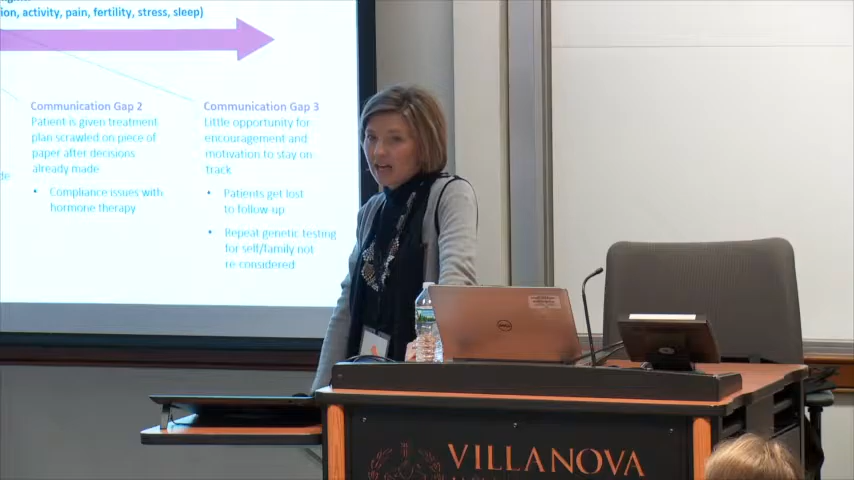 ion, activity, pain, fertility, stress, sleep)
Communication Gap 2
Patient is given treatment
plan scrawled on piece of
paper after decisions
already made
• Compliance issues with
hormone therapy
Communication Gap 3
Little opportunity for
encouragement and
motivation to stay on
track
• Patients get lost
to follow-up
• Repeat genetic testing
for self/family not
re considered
de
DELL
VILLANOVA